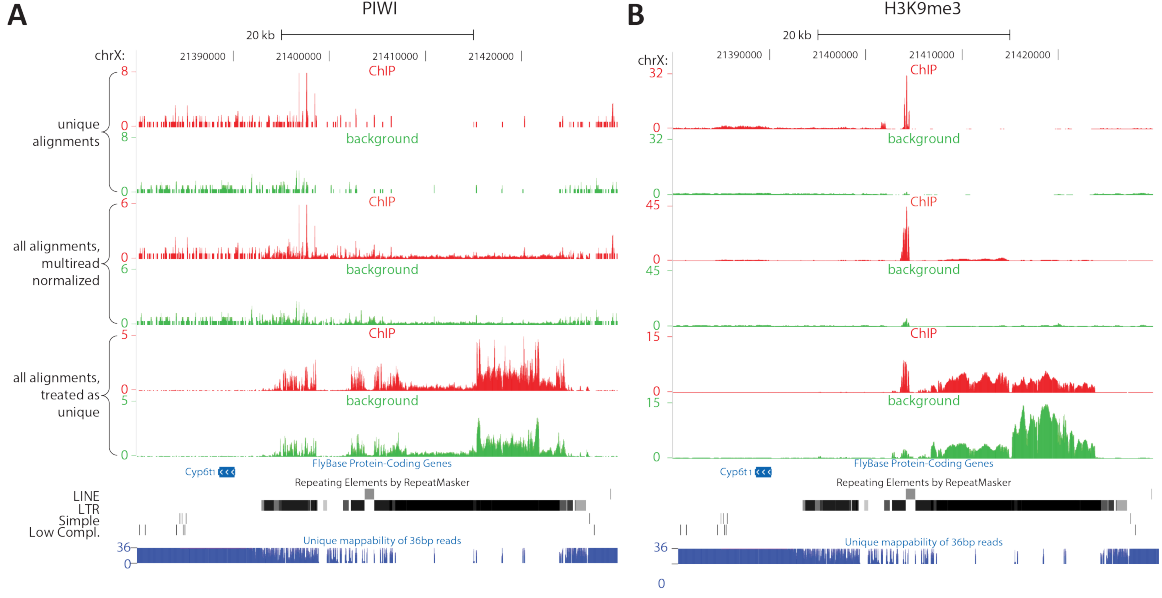 A
PIWI
20 kb
chrX:
21390000
21400000
21410000
21420000
unique
alignments
8
ChIP
0
8
background
0
all alignments,
multiread
normalized
6
ChIP
0
6
background
0
all alignments,
treated as
unique
5
ChIP
0
5
background
0
FlyBase Protein-Coding Genes
Cyp6t1
Repeating Elements by RepeatMasker
LINE
LTR
Simple
Low Compl.
Unique mappability of 36bp reads
36
0
B
H3K9me3
20 kb
chrX:
21390000
21400000
21410000
21420000
32
ChIP
0
32
background
0
45
ChIP
0
45
background
0
15
ChIP
0
15
background
0
FlyBase Protein-Coding Genes
Cyp6t1
Repeating Elements by RepeatMasker
Unique mappability of 36bp reads
36
0